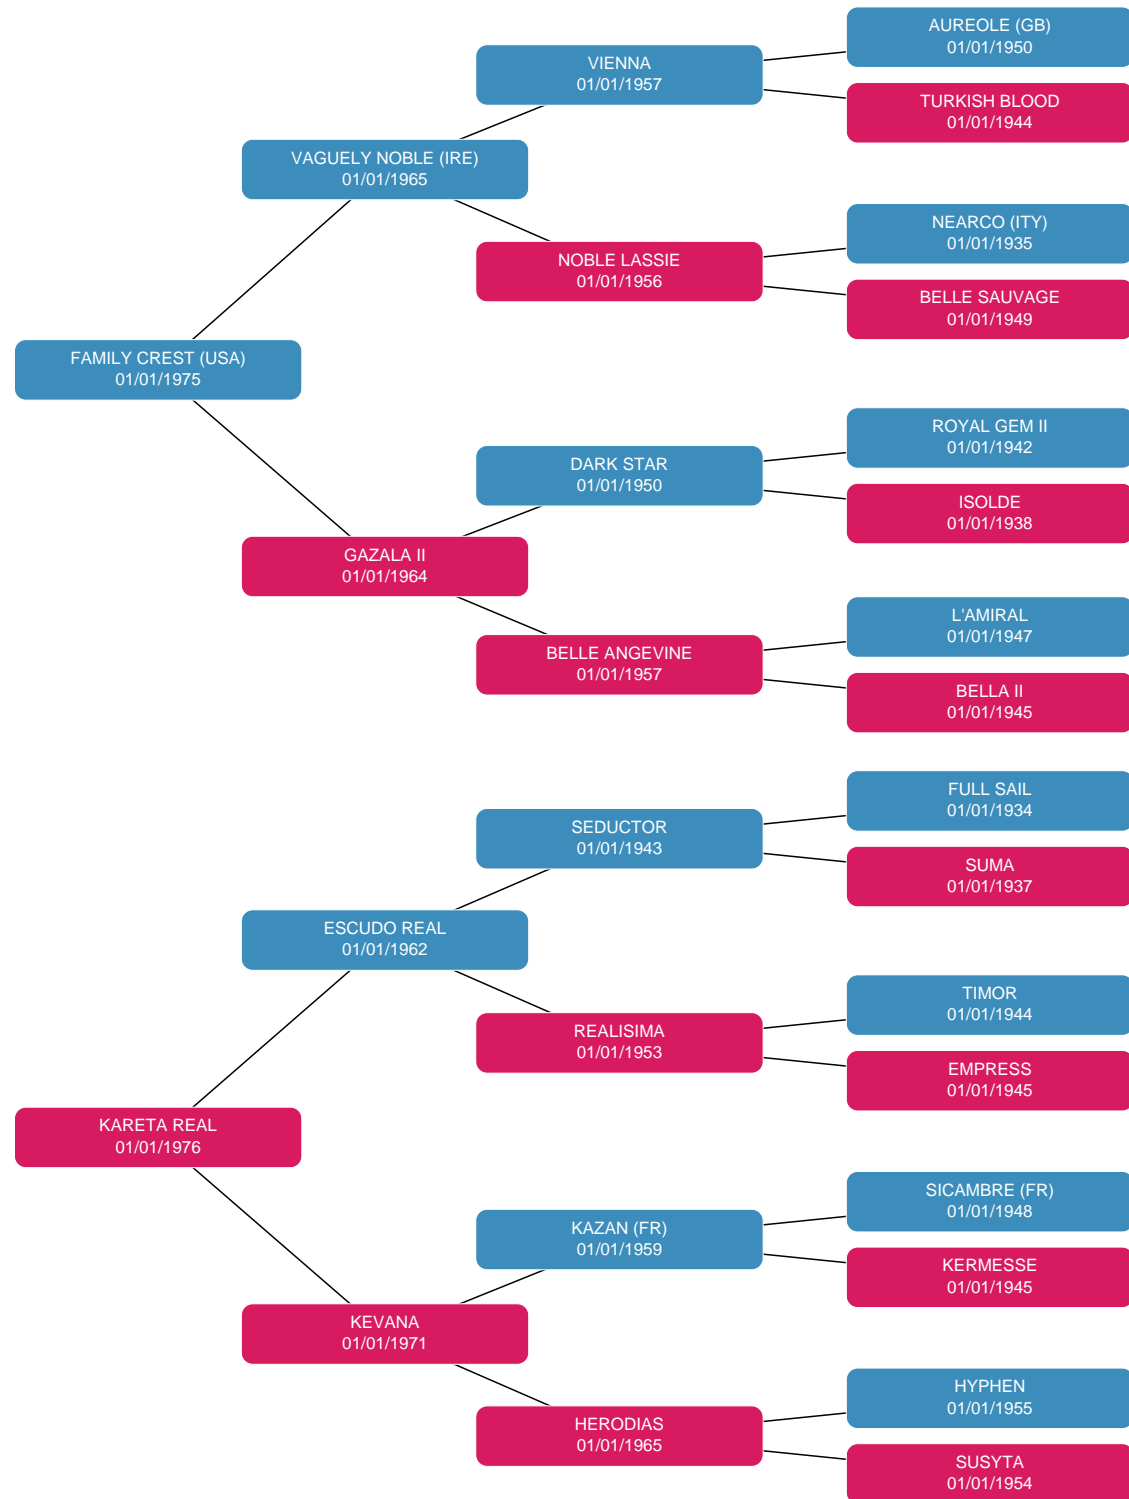 AUREOLE (GB)
01/01/1950
VIENNA
01/01/1957
TURKISH BLOOD
01/01/1944
VAGUELY NOBLE (IRE)
01/01/1965
NEARCO (ITY)
01/01/1935
NOBLE LASSIE
01/01/1956
BELLE SAUVAGE
01/01/1949
FAMILY CREST (USA)
01/01/1975
ROYAL GEM II
01/01/1942
DARK STAR
01/01/1950
ISOLDE
01/01/1938
GAZALA II
01/01/1964
L'AMIRAL
01/01/1947
BELLE ANGEVINE
01/01/1957
BELLA II
01/01/1945
FULL SAIL
01/01/1934
SEDUCTOR
01/01/1943
SUMA
01/01/1937
ESCUDO REAL
01/01/1962
TIMOR
01/01/1944
REALISIMA
01/01/1953
EMPRESS
01/01/1945
KARETA REAL
01/01/1976
SICAMBRE (FR)
01/01/1948
KAZAN (FR)
01/01/1959
KERMESSE
01/01/1945
KEVANA
01/01/1971
HYPHEN
01/01/1955
HERODIAS
01/01/1965
SUSYTA
01/01/1954